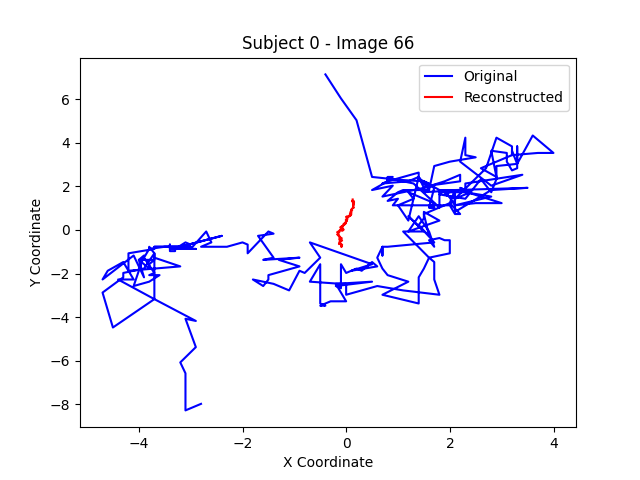 Subject 0 - Image 66
Original
Reconstructed
Y Coordinate
6
4
2
0
−2
−4
−6
−8
−4
−2
0
2
4
X Coordinate